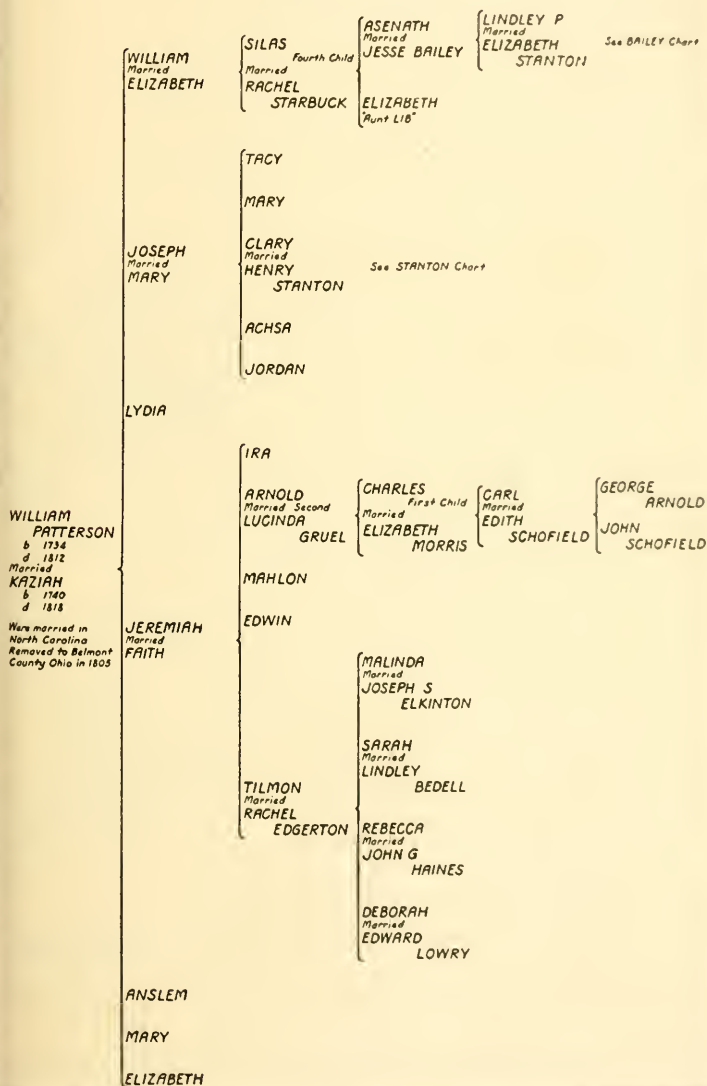 WILLIAM
PATTERSON
b 1734
d 1812
Married
KAZIAH
b 1740
d 1818
Were married in
North Carolina
Removed to Belmont
County Ohio in 1805
WILLIAM
Married
ELIZABETH
SILAS
Fourth Child
Married
RACHEL
STARBUCK
ASENATH
Married
JESSE BAILEY
LINDLEY P
Married
ELIZABETH
STANTON
See BAILEY Chart
ELIZABETH
"Aunt LIB"
JOSEPH
Married
MARY
TACY
MARY
CLARY
Married
HENRY
STANTON
See STANTON Chart
ACHSA
JORDAN
LYDIA
JEREMIAH
Married
FAITH
IRA
ARNOLD
Married Second
LUCINDA
GRUEL
CHARLES
First Child
Married
ELIZABETH
MORRIS
CARL
Married
EDITH
SCHOFIELD
GEORGE
ARNOLD
JOHN
SCHOFIELD
MAHLON
EDWIN
TILMON
Married
RACHEL
EDGERTON
MALINDA
Married
JOSEPH S
ELKINTON
SARAH
Married
LINDLEY
BEDELL
REBECCA
Married
JOHN G
HAINES
DEBORAH
Married
EDWARD
LOWRY
ANSLEM
MARY
ELIZABETH